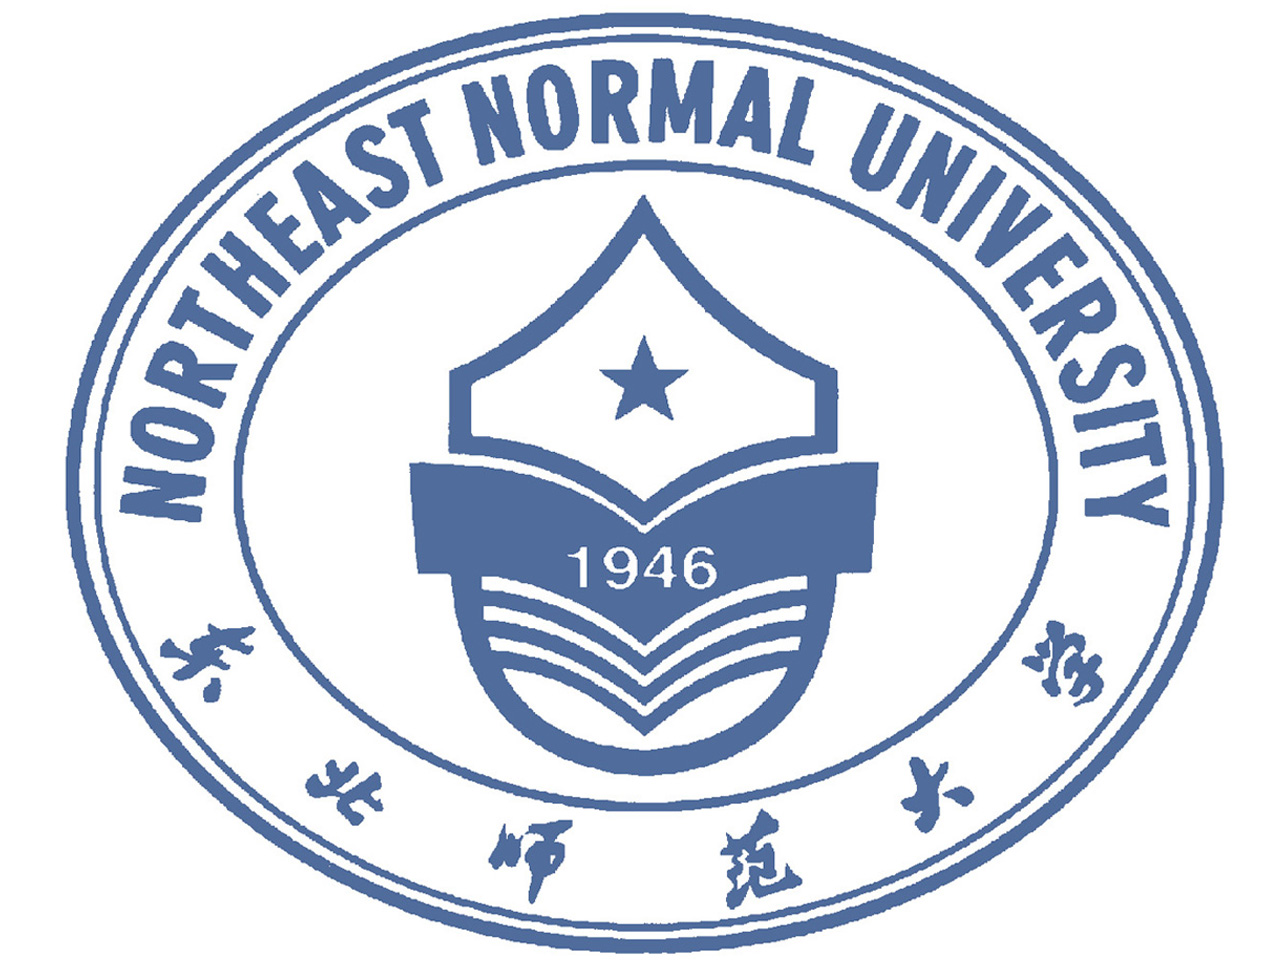 NORTHEAST NORMAL UNIVERSITY
1946
东北师范大学